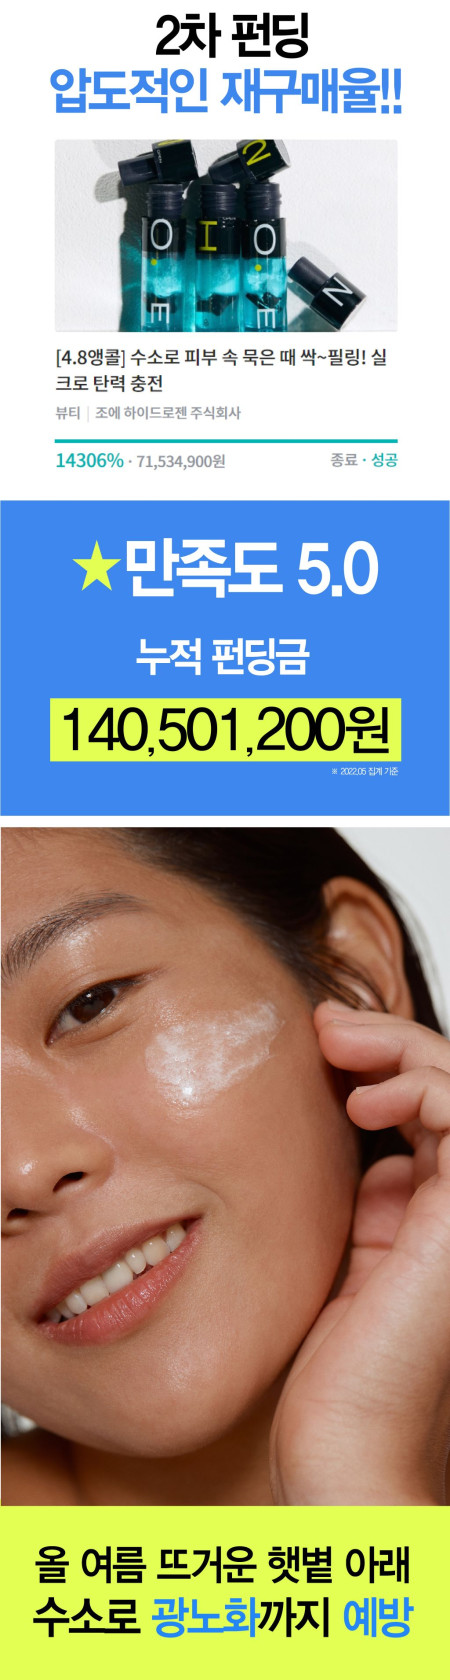 2차 펀딩
압도적인 재구매율!!
O H O N
E E
[4.8앵콜] 수소로 피부 속 묵은 때 싹~필링! 실
크로 탄력 충전
뷰티 | 조에 하이드로젠 주식회사
14306% · 71,534,900원 종료 · 성공
★만족도 5.0
누적 펀딩금
140,501,200원
※ 2022.05 집계 기준
올 여름 뜨거운 햇볕 아래
수소로 광노화까지 예방